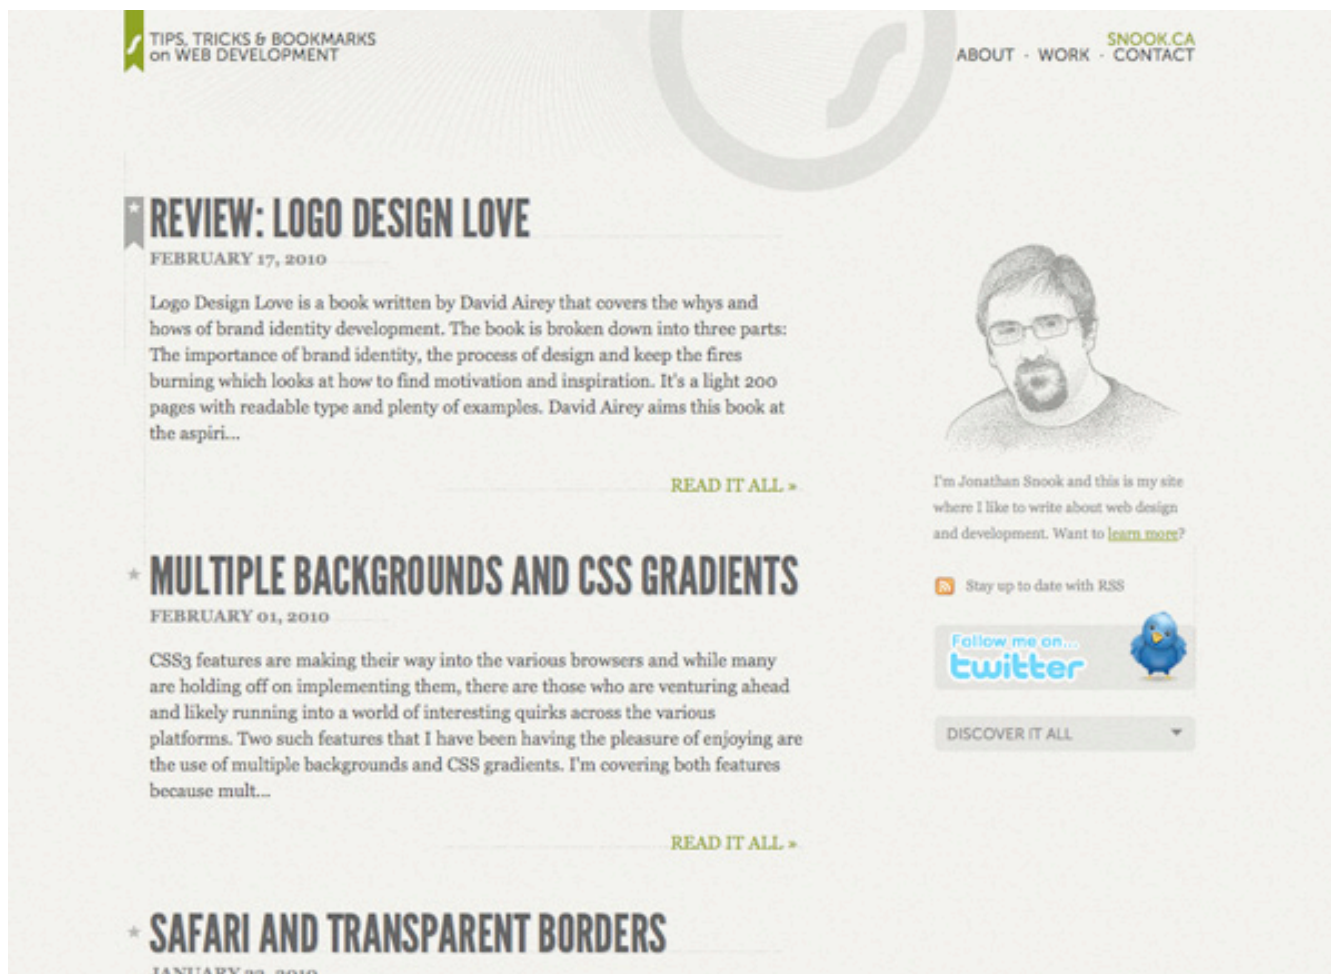 TIPS, TRICKS & BOOKMARKS
on WEB DEVELOPMENT
SNOOK.CA
ABOUT · WORK · CONTACT
REVIEW: LOGO DESIGN LOVE
FEBRUARY 17, 2010
Logo Design Love is a book written by David Airey that covers the whys and
hows of brand identity development. The book is broken down into three parts:
The importance of brand identity, the process of design and keep the fires
burning which looks at how to find motivation and inspiration. It's a light 200
pages with readable type and plenty of examples. David Airey aims this book at
the aspiri...
READ IT ALL »
MULTIPLE BACKGROUNDS AND CSS GRADIENTS
FEBRUARY 01, 2010
CSS3 features are making their way into the various browsers and while many
are holding off on implementing them, there are those who are venturing ahead
and likely running into a world of interesting quirks across the various
platforms. Two such features that I have been having the pleasure of enjoying are
the use of multiple backgrounds and CSS gradients. I'm covering both features
because mult...
READ IT ALL »
SAFARI AND TRANSPARENT BORDERS
JANUARY 2010
I'm Jonathan Snook and this is my site
where I like to write about web design
and development. Want to learn more?
Stay up to date with RSS
Follow me on...
twitter
DISCOVER IT ALL